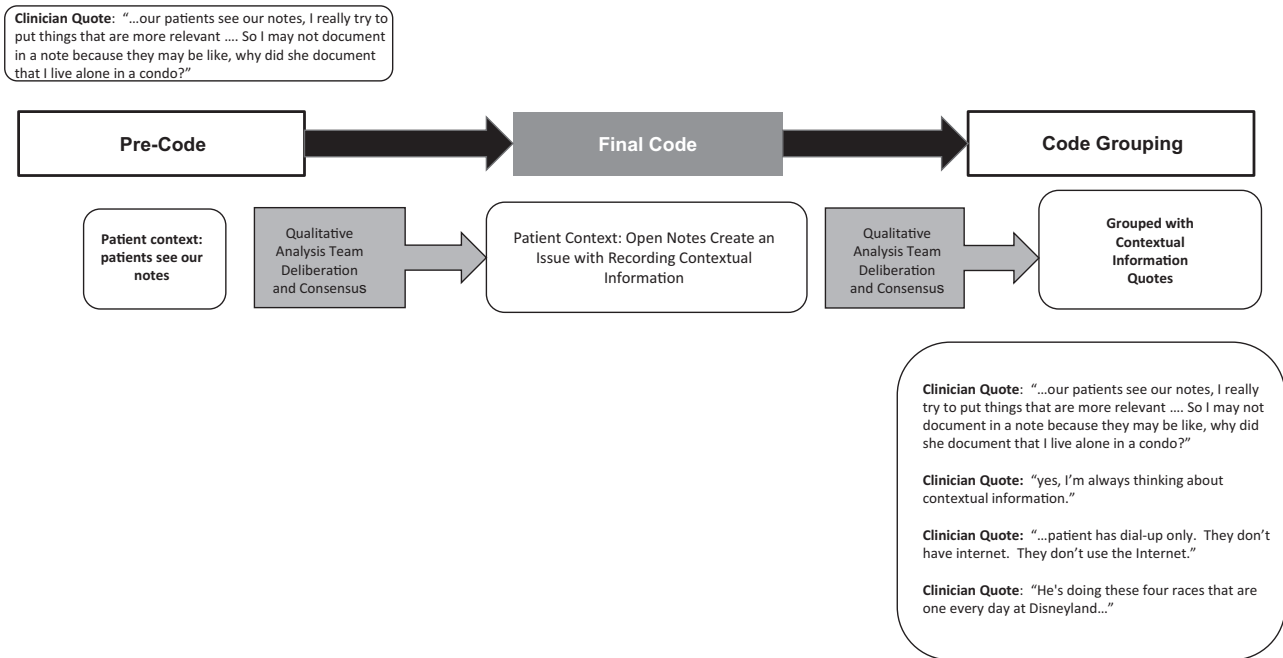 Clinician Quote: “…our patients see our notes, I really try to
put things that are more relevant …. So I may not document
in a note because they may be like, why did she document
that I live alone in a condo?”
Pre-Code
Final Code
Code Grouping
Patient context:
patients see our
notes
Qualitative
Analysis Team
Deliberation
and Consensus
Patient Context: Open Notes Create an
Issue with Recording Contextual
Information
Qualitative
Analysis Team
Deliberation
and Consensus
Grouped with
Contextual
Information
Quotes
Clinician Quote: “…our patients see our notes, I really
try to put things that are more relevant …. So I may not
document in a note because they may be like, why did
she document that I live alone in a condo?”
Clinician Quote: “yes, I’m always thinking about
contextual information.”
Clinician Quote: “…patient has dial-up only. They don’t
have internet. They don’t use the Internet.”
Clinician Quote: “He's doing these four races that are
one every day at Disneyland…”